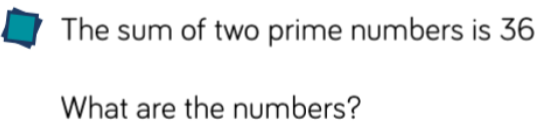 The sum of two prime numbers is 36
What are the numbers?